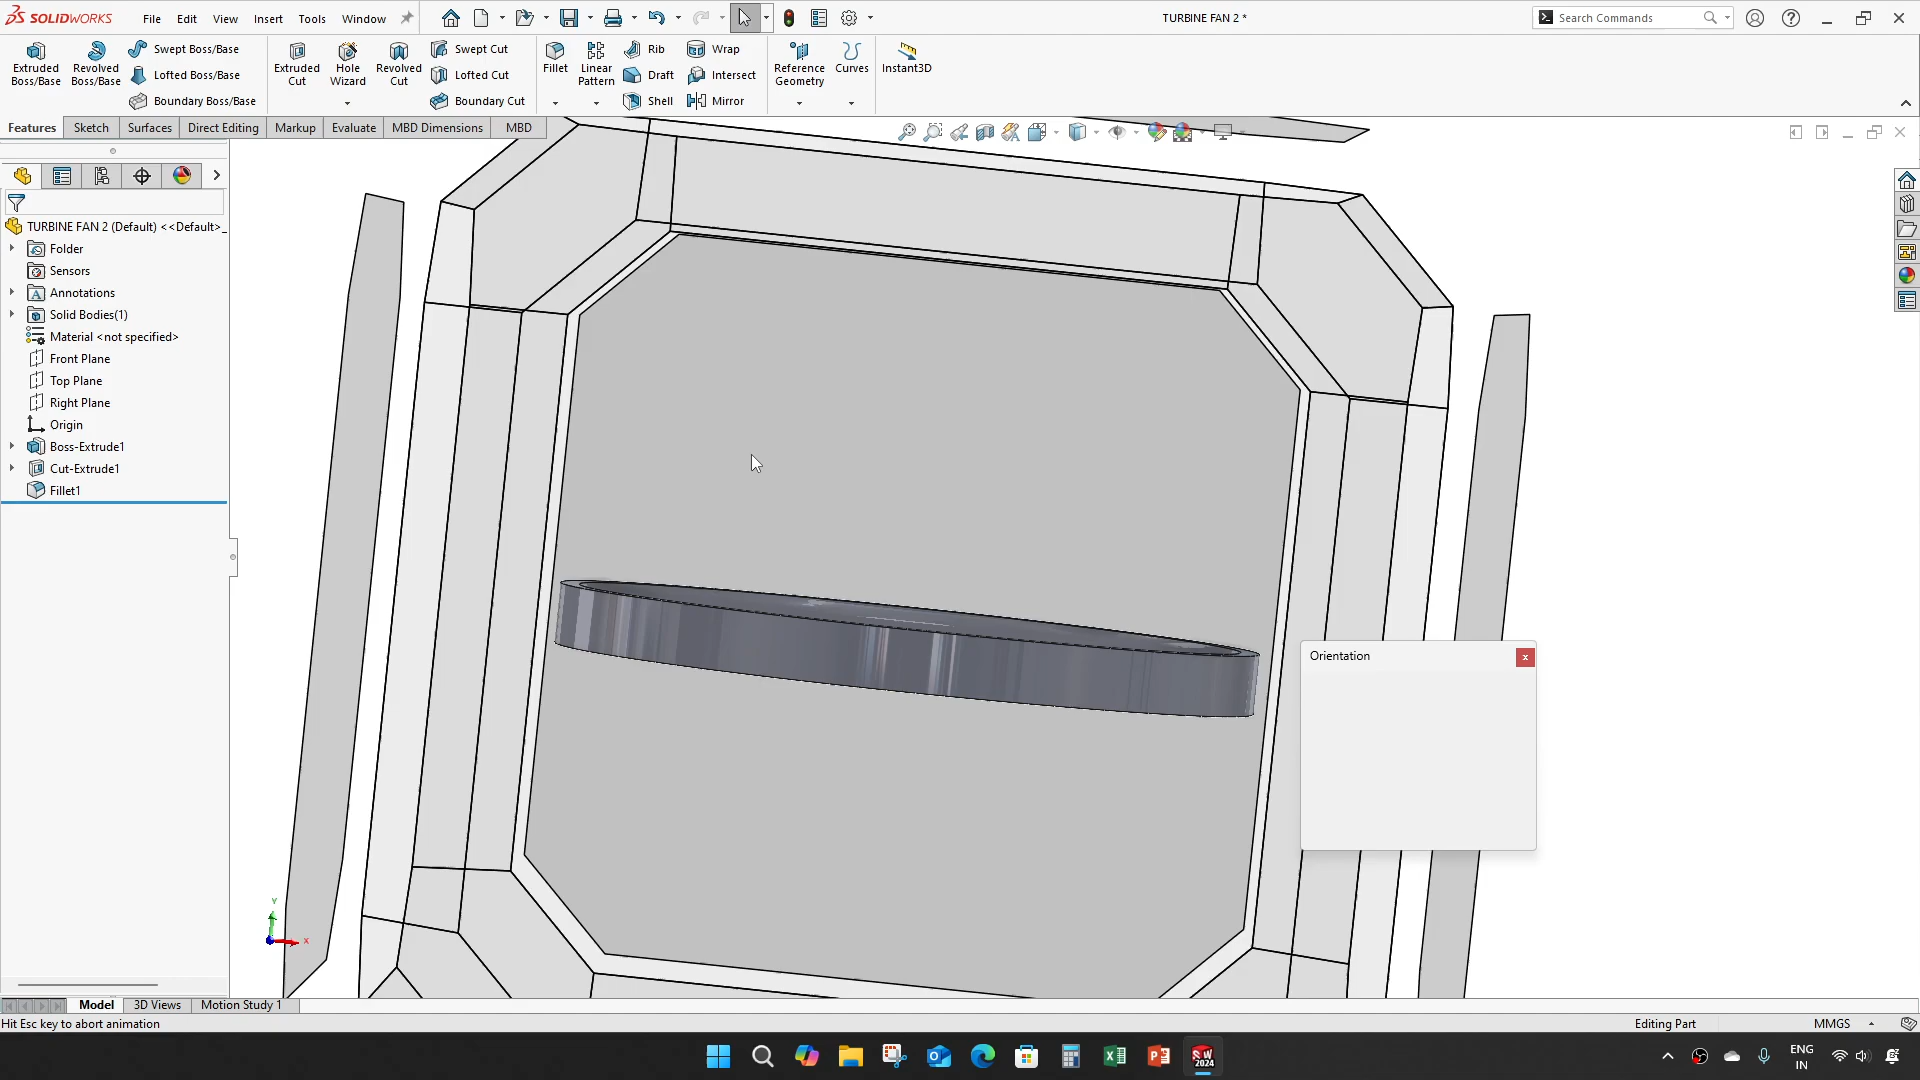 SOLIDWORKS
File
Edit
View
Insert
Tools
Window
TURBINE FAN 2 *
Search Commands
Extruded Boss/Base
Revolved Boss/Base
Swept Boss/Base
Lofted Boss/Base
Boundary Boss/Base
Extruded Cut
Hole Wizard
Revolved Cut
Swept Cut
Lofted Cut
Boundary Cut
Fillet
Linear Pattern
Rib
Draft
Shell
Wrap
Intersect
Mirror
Reference Geometry
Curves
Instant3D
Features
Sketch
Surfaces
Direct Editing
Markup
Evaluate
MBD Dimensions
MBD
TURBINE FAN 2 (Default) <<Default>_
Folder
Sensors
Annotations
Solid Bodies(1)
Material <not specified>
Front Plane
Top Plane
Right Plane
Origin
Boss-Extrude1
Cut-Extrude1
Fillet1
Orientation
x
Y
X
Model
3D Views
Motion Study 1
Hit Esc key to abort animation
Editing Part
MMGS
SW
2024
ENG
IN